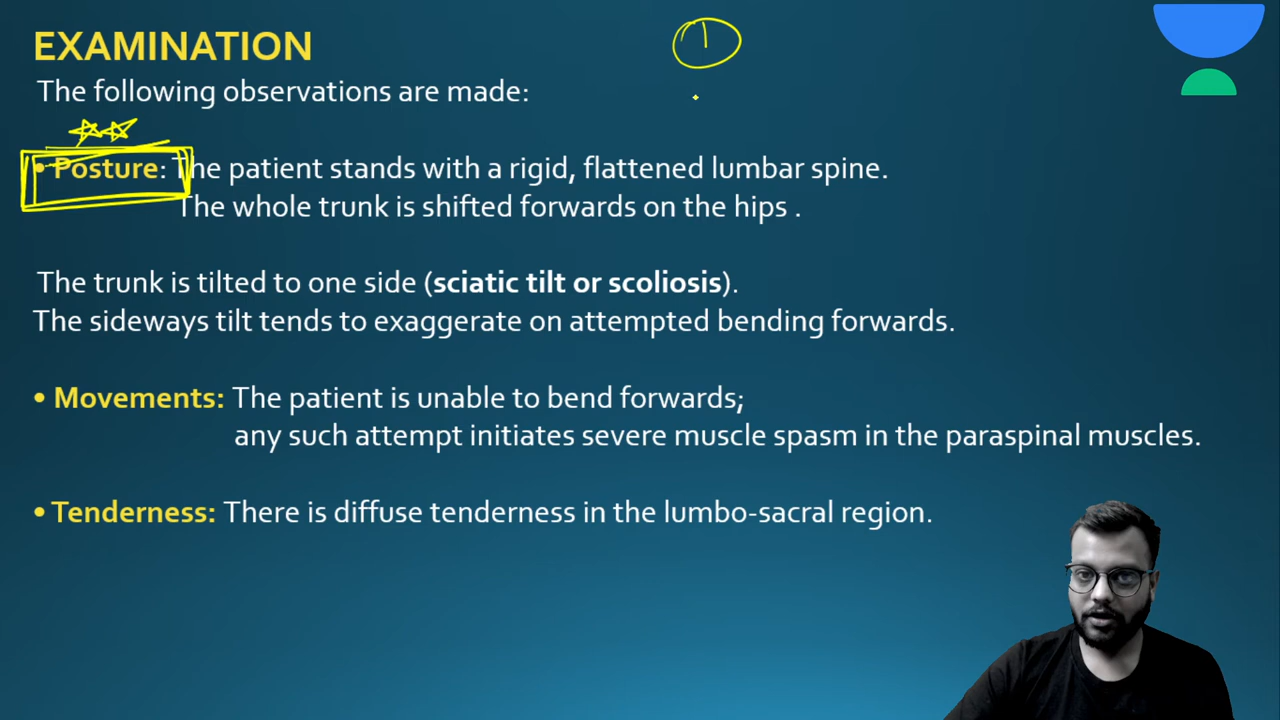 EXAMINATION
1
The following observations are made:
• Posture: The patient stands with a rigid, flattened lumbar spine.
The whole trunk is shifted forwards on the hips .
The trunk is tilted to one side (sciatic tilt or scoliosis).
The sideways tilt tends to exaggerate on attempted bending forwards.
• Movements: The patient is unable to bend forwards;
any such attempt initiates severe muscle spasm in the paraspinal muscles.
• Tenderness: There is diffuse tenderness in the lumbo-sacral region.